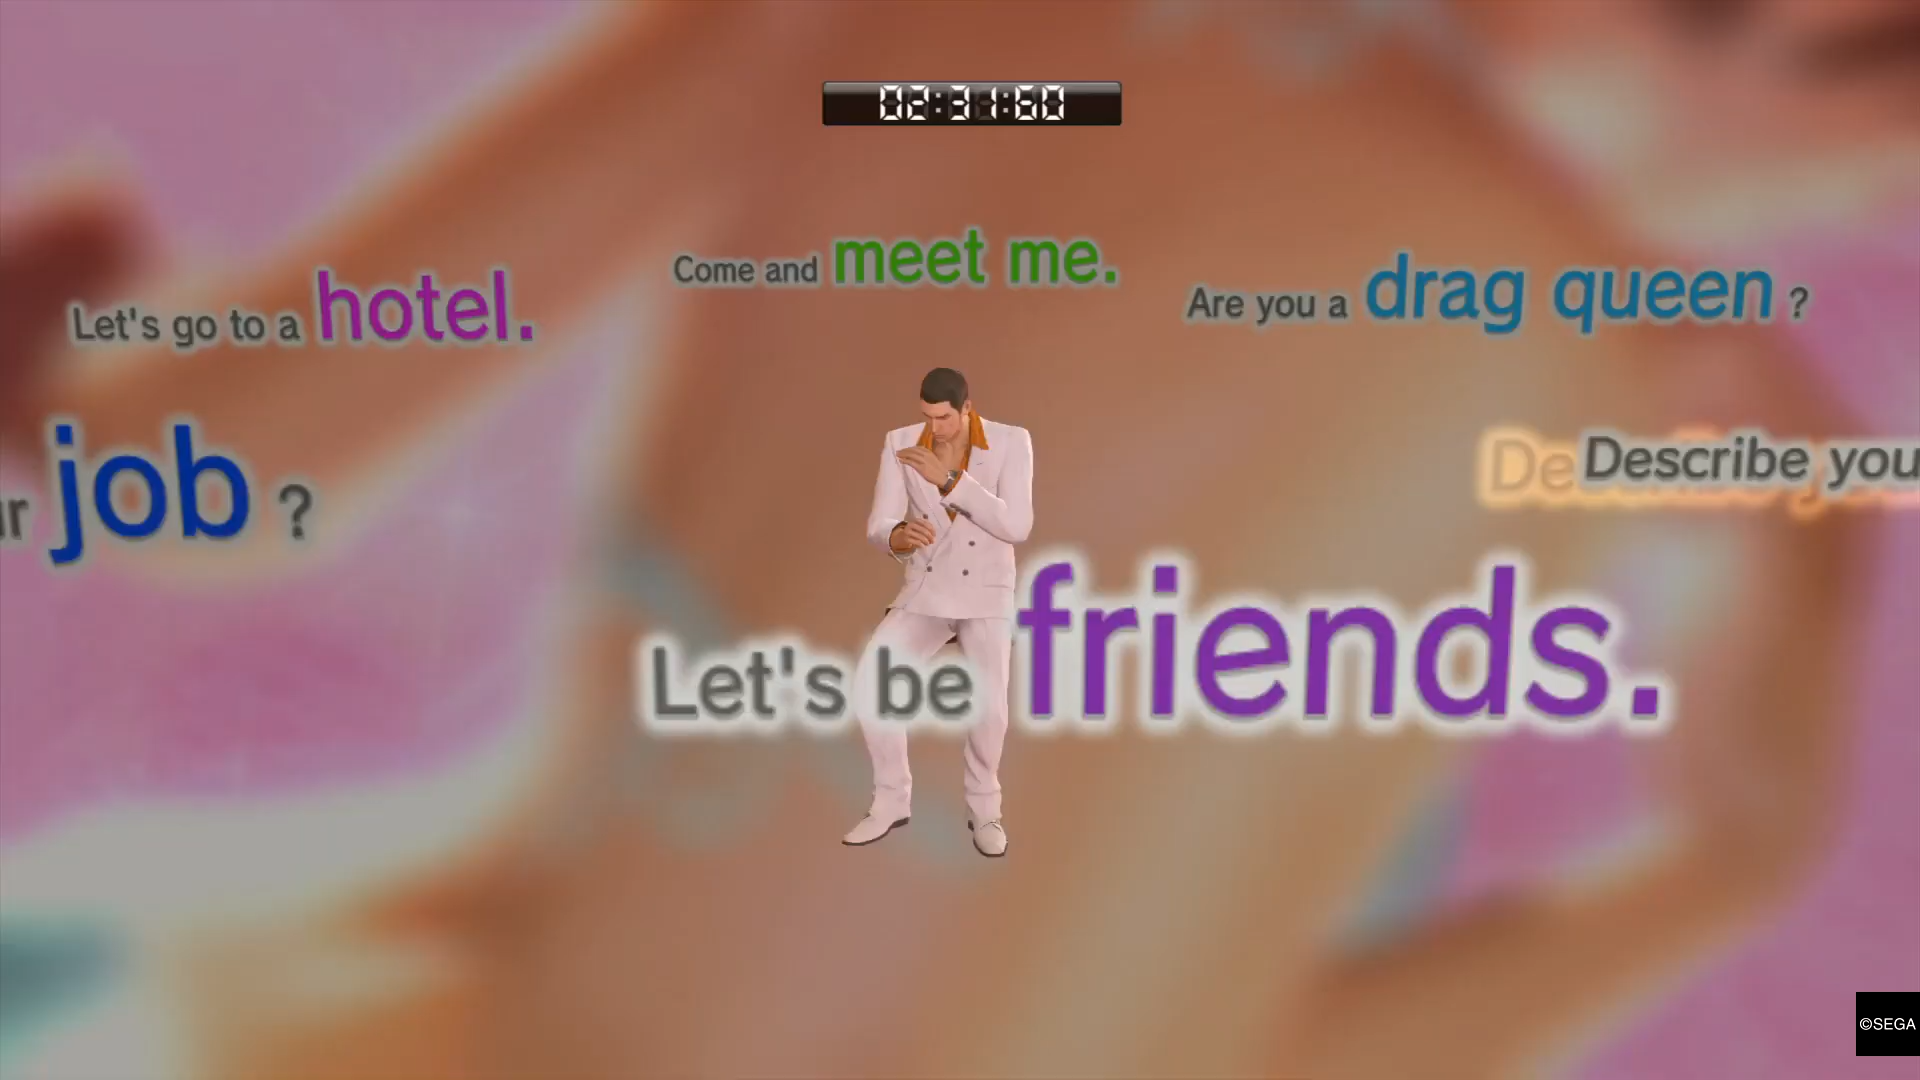 02:31:60
Come and meet me.
Let's go to a hotel.
Are you a drag queen ?
Describe you
ur job ?
Let's be friends.
©SEGA